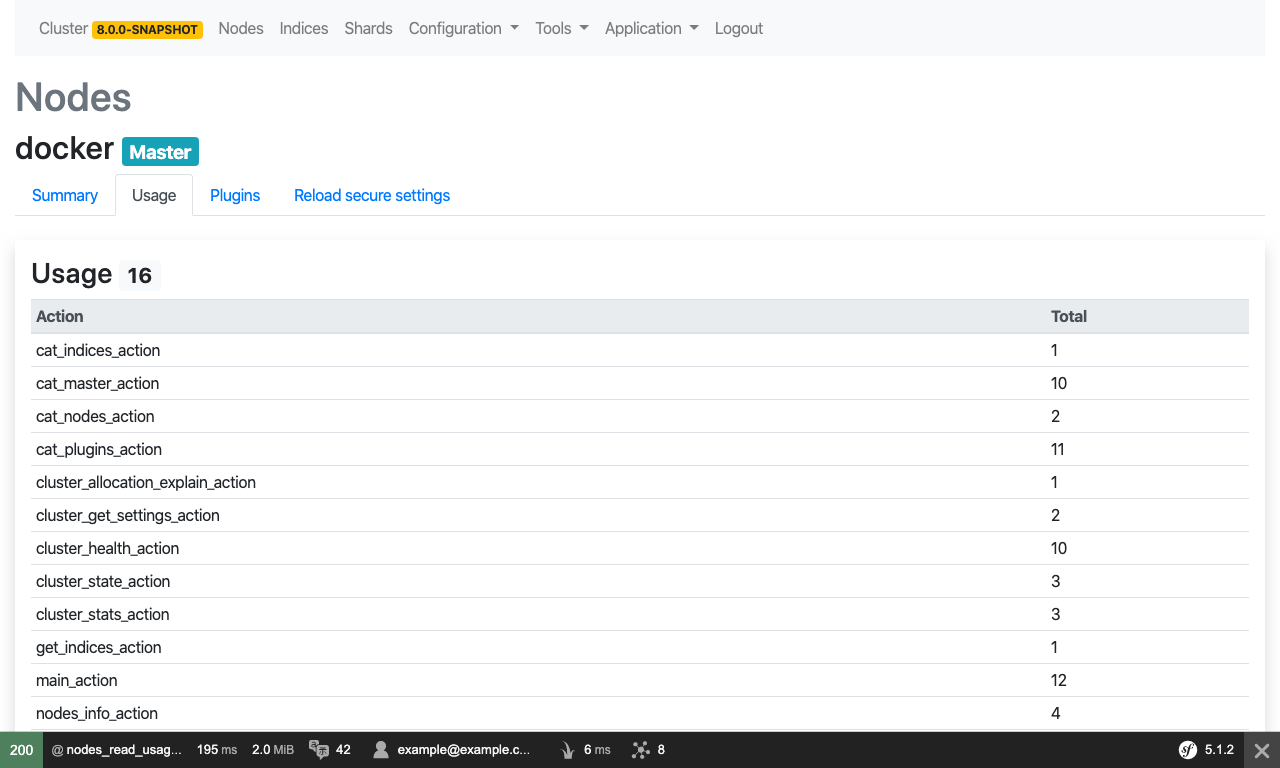 Cluster 8.0.0-SNAPSHOT Nodes Indices Shards Configuration Tools Application Logout
Nodes
docker Master
Summary Usage Plugins Reload secure settings
Usage 16
Action Total
cat_indices_action 1
cat_master_action 10
cat_nodes_action 2
cat_plugins_action 11
cluster_allocation_explain_action 1
cluster_get_settings_action 2
cluster_health_action 10
cluster_state_action 3
cluster_stats_action 3
get_indices_action 1
main_action 12
nodes_info_action 4
200 @ nodes_read_usag... 195 ms 2.0 MiB 42 example@example.c... 6 ms 8 sf 5.1.2